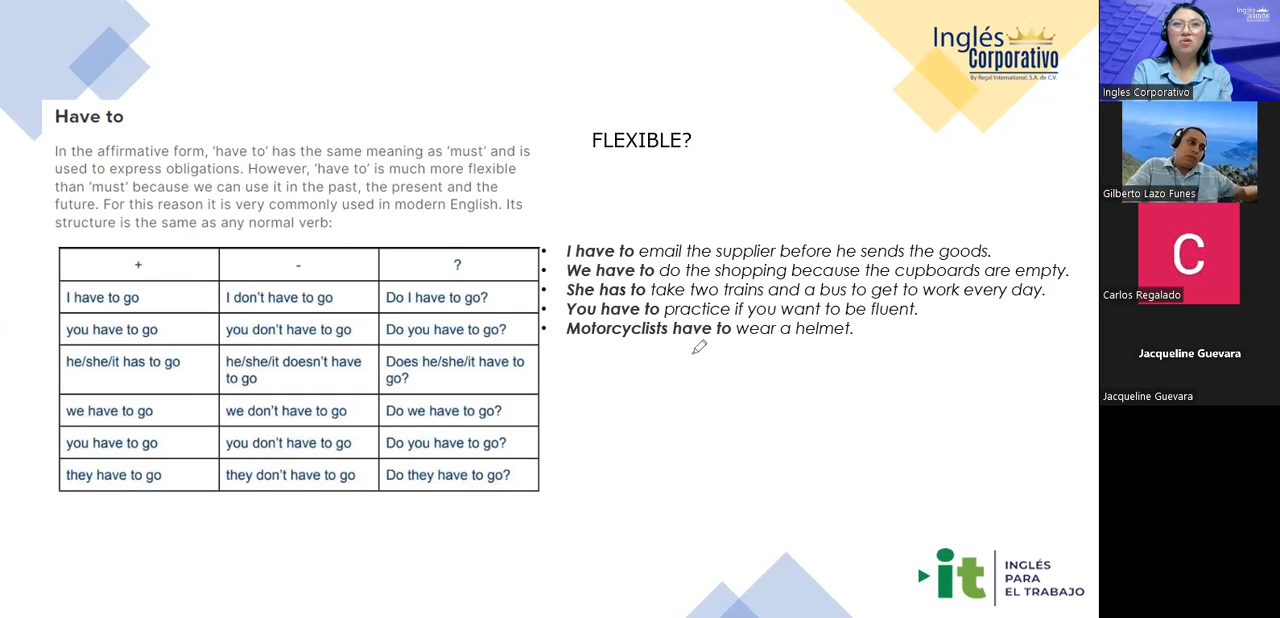 Inglés
Corporativo
By Regal International, S.A. de C.V.
Have to
In the affirmative form, ‘have to’ has the same meaning as ‘must’ and is
used to express obligations. However, ‘have to’ is much more flexible
than ‘must’ because we can use it in the past, the present and the
future. For this reason it is very commonly used in modern English. Its
structure is the same as any normal verb:
FLEXIBLE?
+ - ?
I have to go I don’t have to go Do I have to go?
you have to go you don’t have to go Do you have to go?
he/she/it has to go he/she/it doesn’t have to go Does he/she/it have to go?
we have to go we don’t have to go Do we have to go?
you have to go you don’t have to go Do you have to go?
they have to go they don’t have to go Do they have to go?
• I have to email the supplier before he sends the goods.
• We have to do the shopping because the cupboards are empty.
• She has to take two trains and a bus to get to work every day.
• You have to practice if you want to be fluent.
• Motorcyclists have to wear a helmet.
it
INGLÉS
PARA
EL TRABAJO
Inglés
Ingles Corporativo
Gilberto Lazo Funes
C
Carlos Regalado
Jacqueline Guevara
Jacqueline Guevara